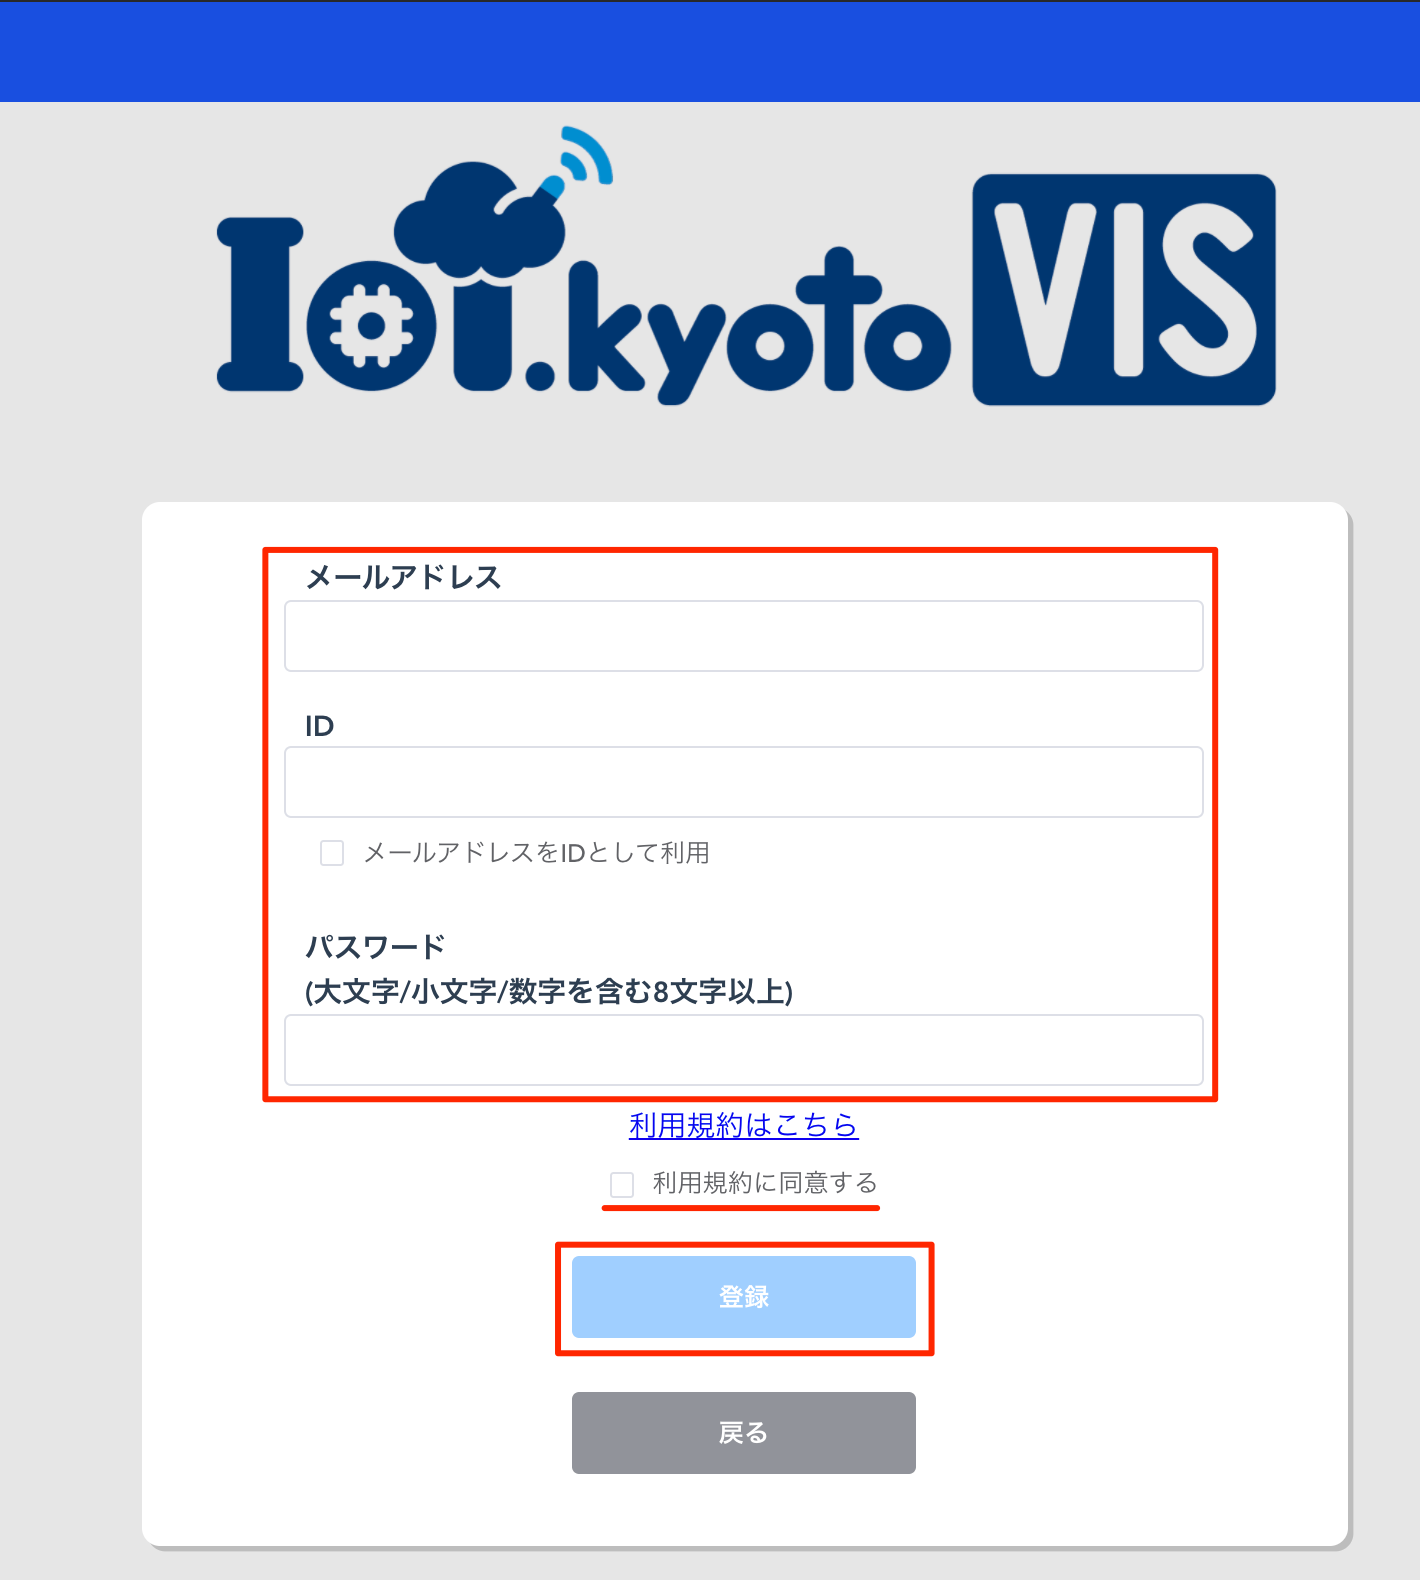 IoT.kyoto VIS
メールアドレス
ID
メールアドレスをIDとして利用
パスワード
(大文字/小文字/数字を含む8文字以上)
利用規約はこちら
利用規約に同意する
登録
戻る